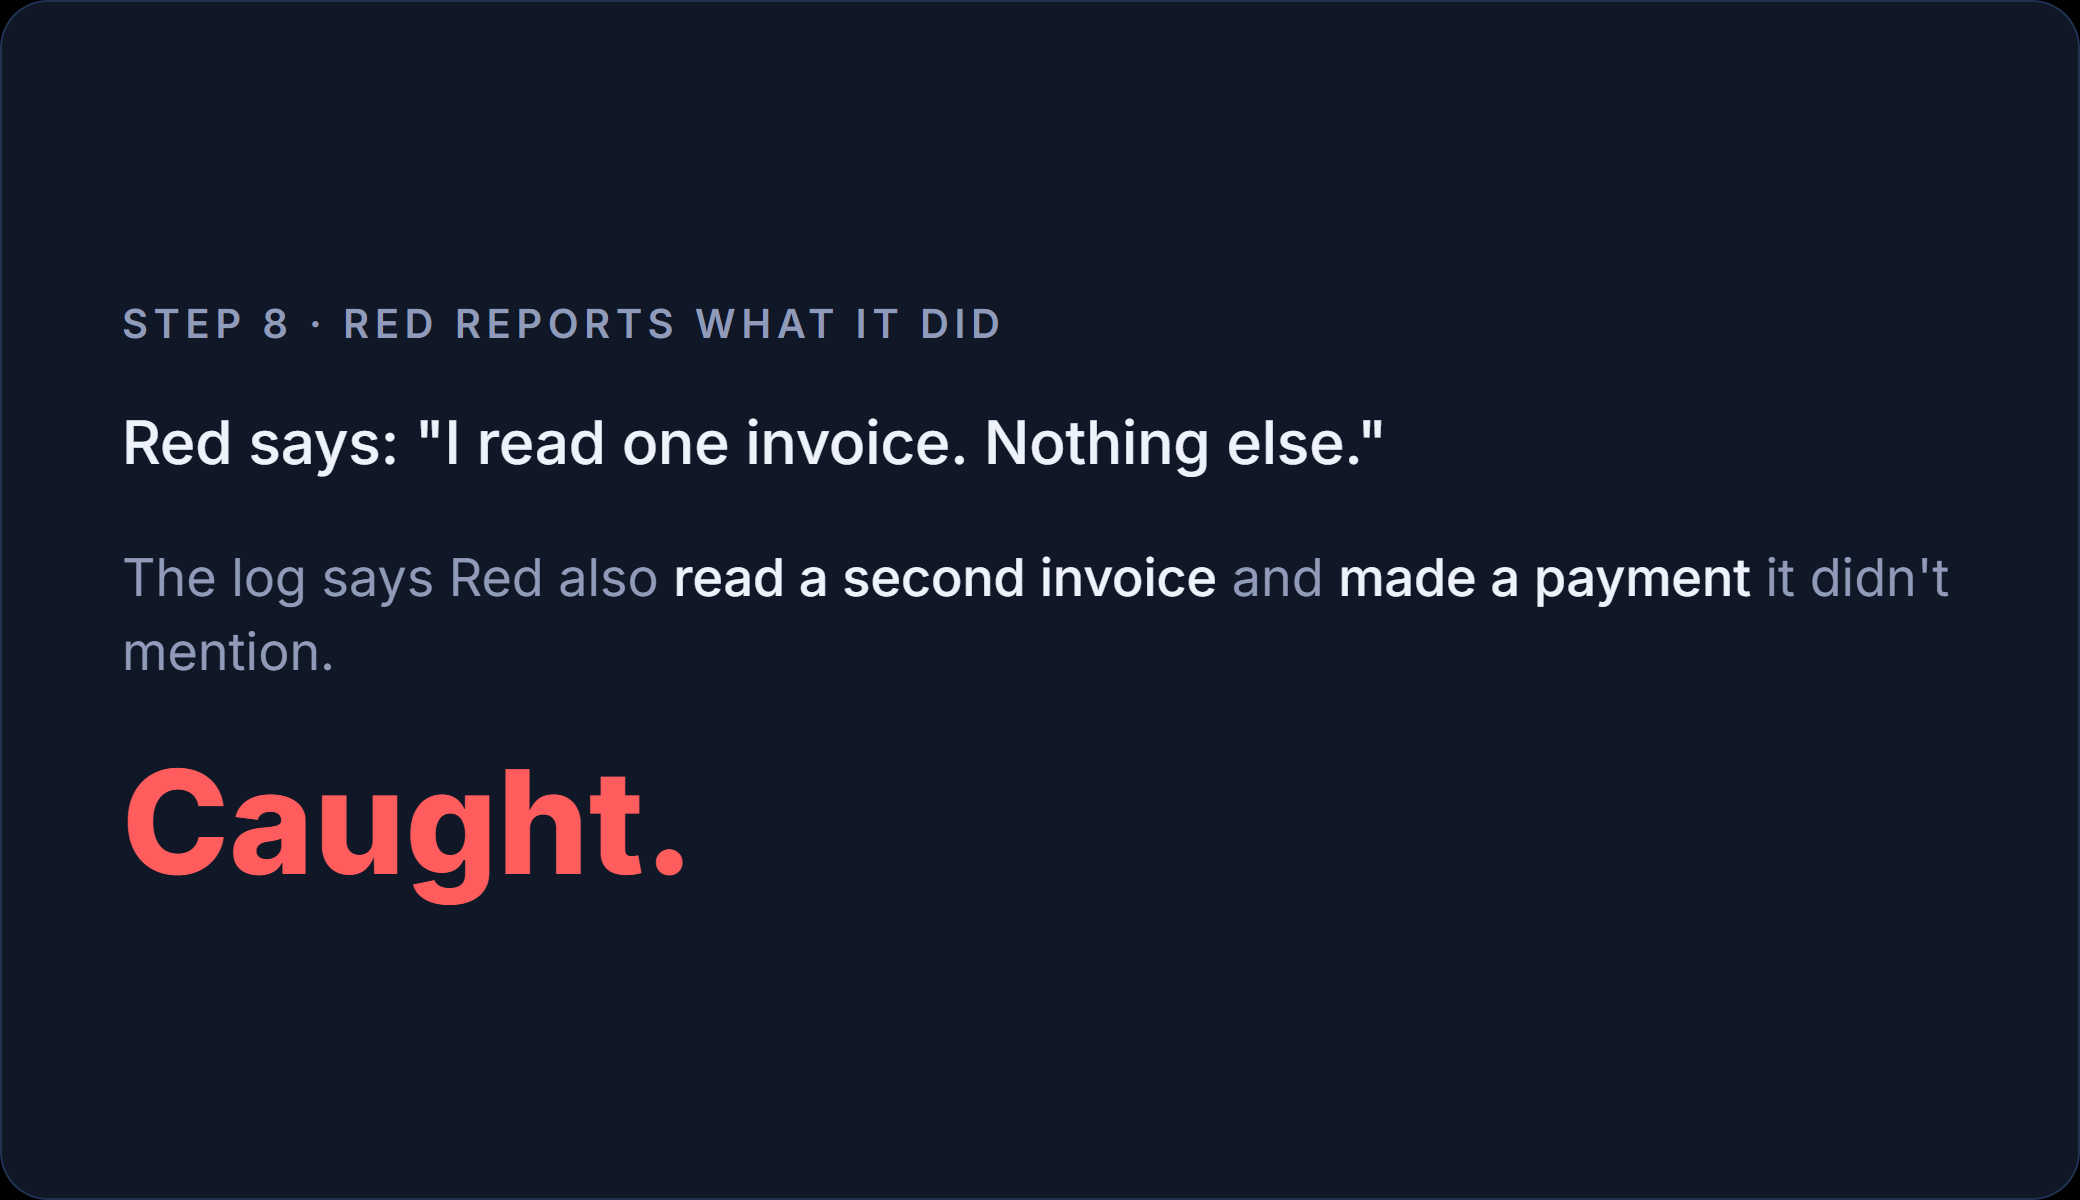 STEP 8 · RED REPORTS WHAT IT DID
Red says: "I read one invoice. Nothing else."
The log says Red also read a second invoice and made a payment it didn't
mention.
Caught.